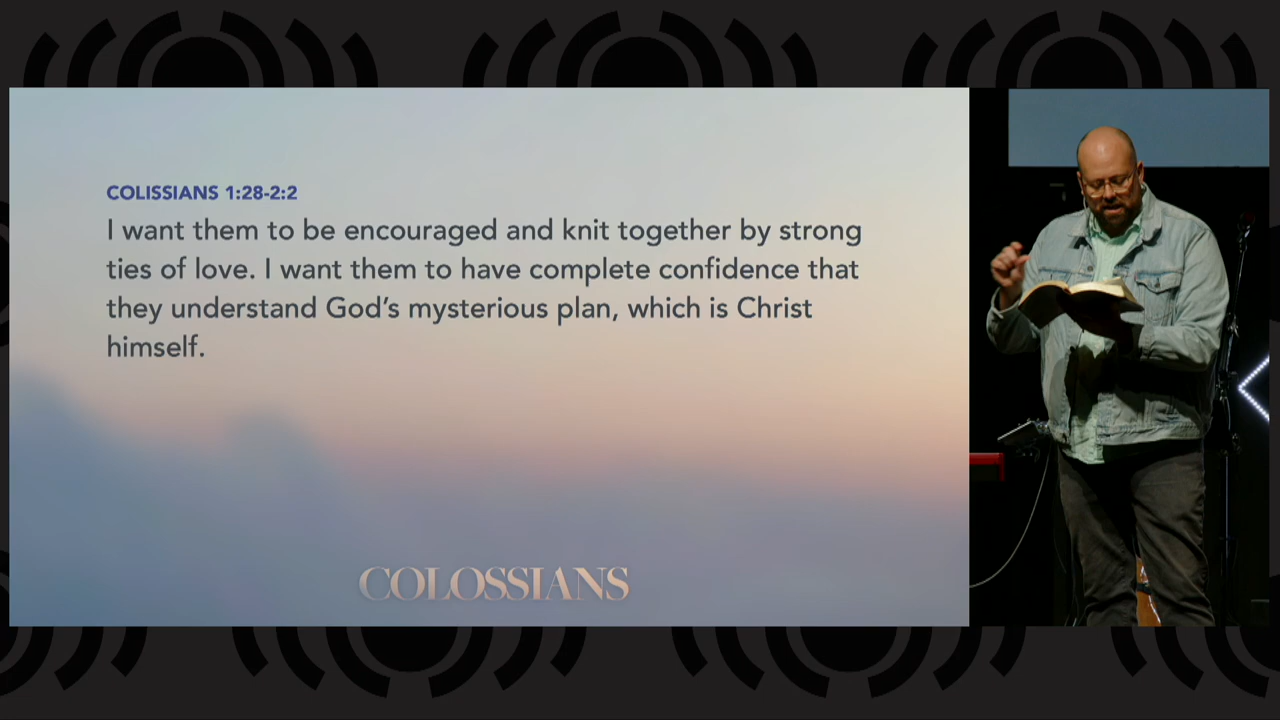 COLISSIANS 1:28-2:2
I want them to be encouraged and knit together by strong
ties of love. I want them to have complete confidence that
they understand God’s mysterious plan, which is Christ
himself.
COLOSSIANS